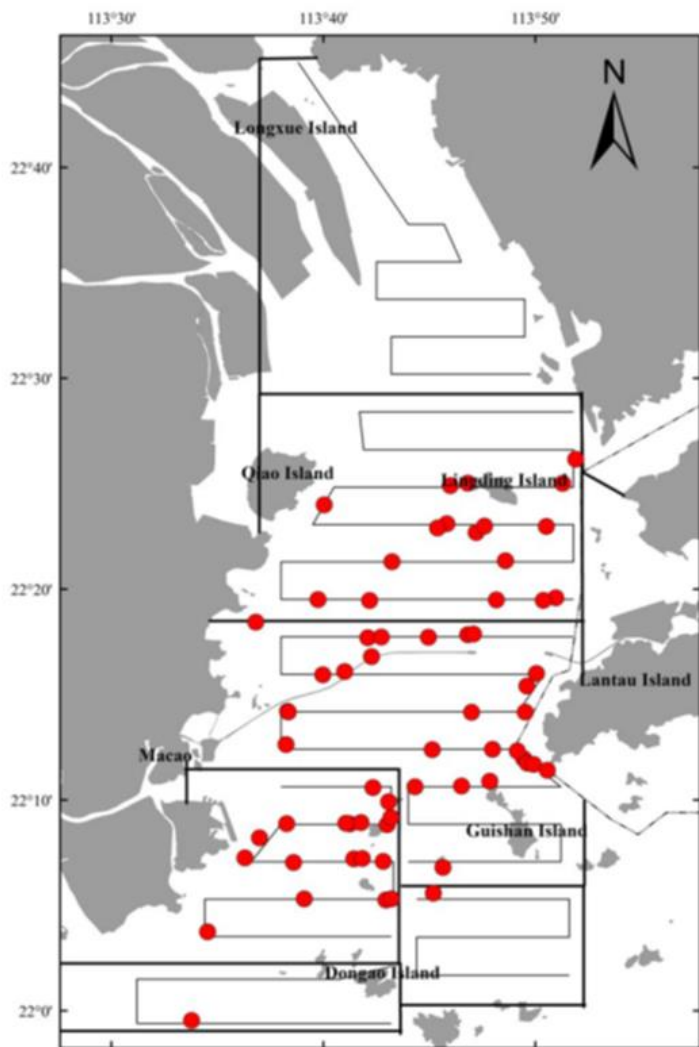 113°30' 113°40' 113°50'
N
Longxue Island
22°40'
22°30'
Qiao Island
Lingding Island
22°20'
Lantau Island
Macao
22°10'
Guishan Island
Dongao Island
22°0'